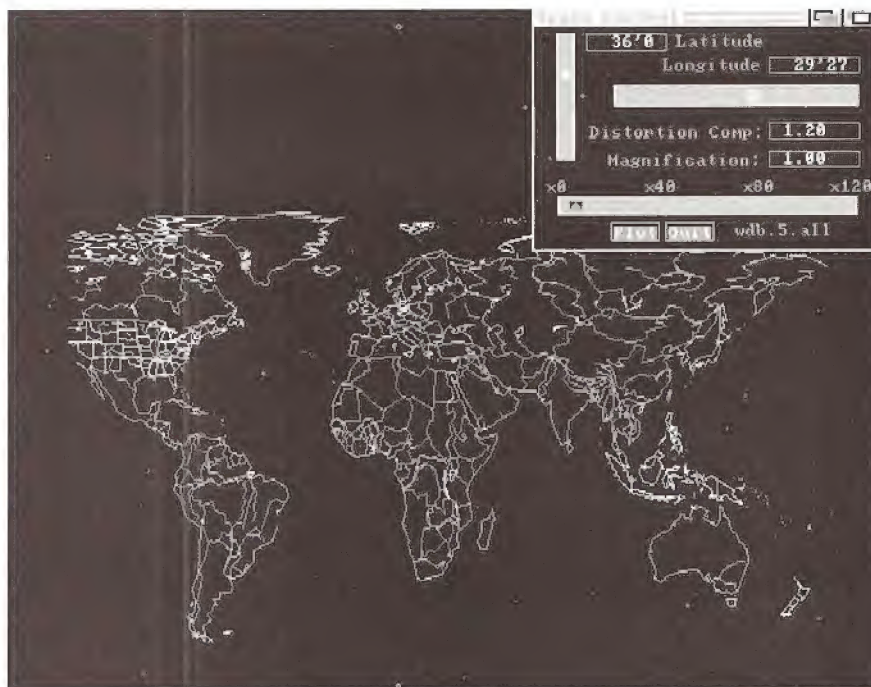 36'0 Latitude
Longitude 29'27
Distortion Comp: 1.20
Magnification: 1.00
x0 x40 x80 x120
Plot Quit wdb.5.all